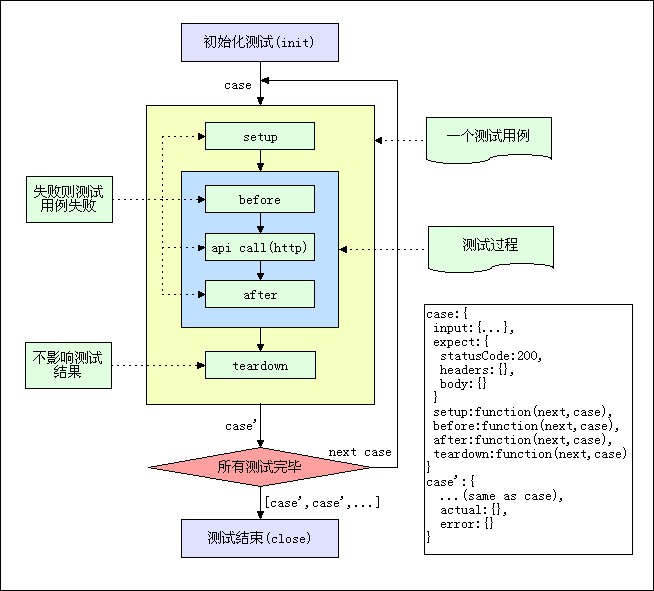 初始化测试(init)
case
setup
一个测试用例
失败则测试
用例失败
before
api call(http)
测试过程
after
不影响测试
结果
teardown
case'
next case
所有测试完毕
[case',case',...]
测试结束(close)
case:{
input:{...},
expect:{
statusCode:200,
headers:{},
body:{}
}
setup:function(next,case),
before:function(next,case),
after:function(next,case),
teardown:function(next,case)
}
case':{
...(same as case),
actual:{},
error:{}
}